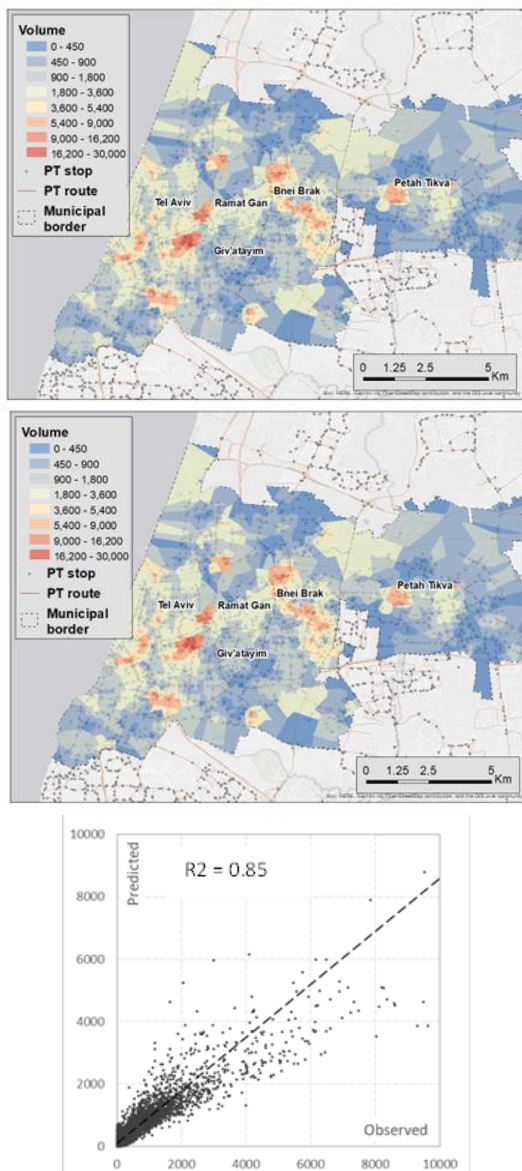 Volume
0 - 450
450 - 900
900 - 1,800
1,800 - 3,600
3,600 - 5,400
5,400 - 9,000
9,000 - 16,200
16,200 - 30,000
PT stop
PT route
Municipal
border
Bnei Brak
Petah Tikva
Tel Aviv Ramat Gan
Giv'atayim
0 1.25 2.5 5
Km
Volume
0 - 450
450 - 900
900 - 1,800
1,800 - 3,600
3,600 - 5,400
5,400 - 9,000
9,000 - 16,200
16,200 - 30,000
PT stop
PT route
Municipal
border
Bnei Brak
Petah Tikva
Tel Aviv Ramat Gan
Giv'atayim
0 1.25 2.5 5
Km
10000
Predicted
R2 = 0.85
8000
6000
4000
2000
0
Observed
0 2000 4000 6000 8000 10000